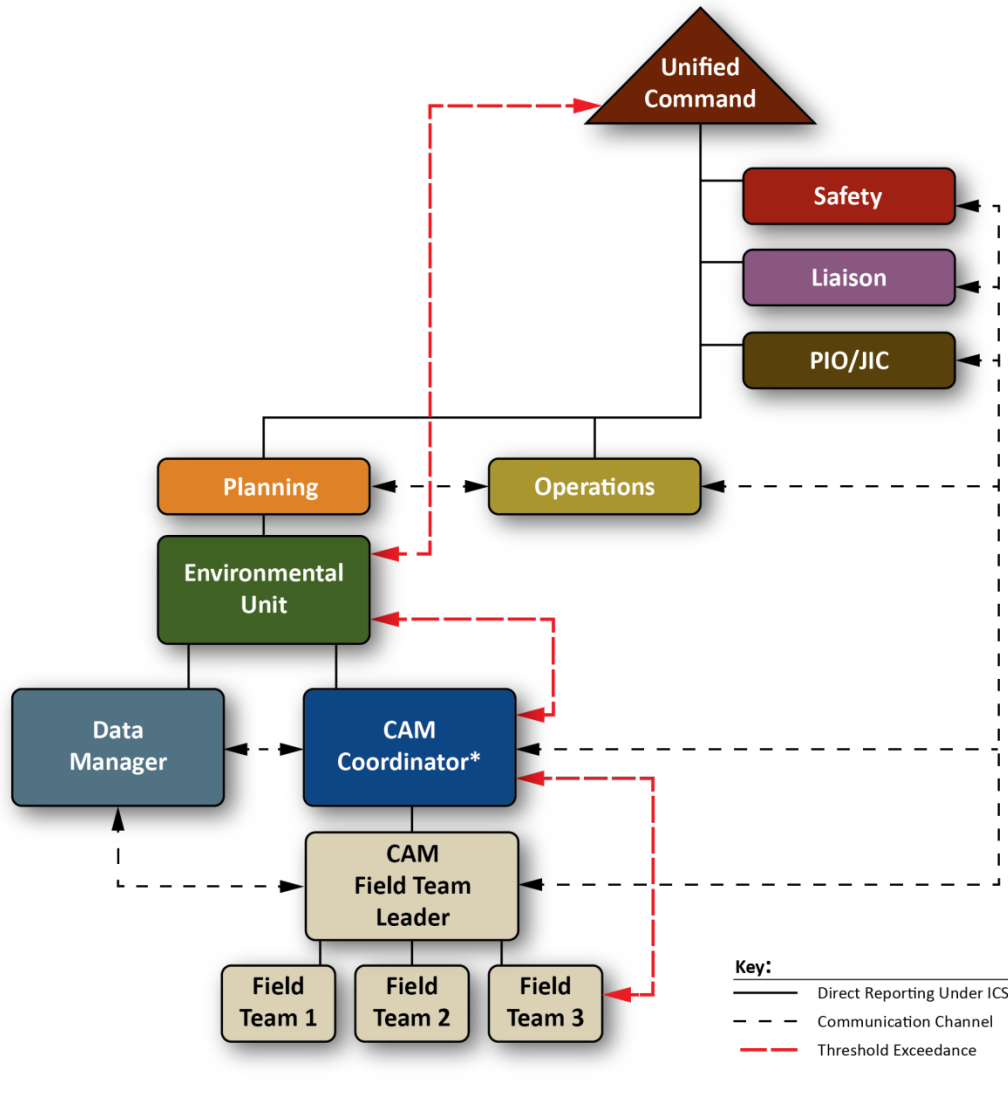 Unified
Command
Safety
Liaison
PIO/JIC
Planning
Operations
Environmental
Unit
Data
Manager
CAM
Coordinator*
CAM
Field Team
Leader
Field
Team 1
Field
Team 2
Field
Team 3
Key:
Direct Reporting Under ICS
Communication Channel
Threshold Exceedance